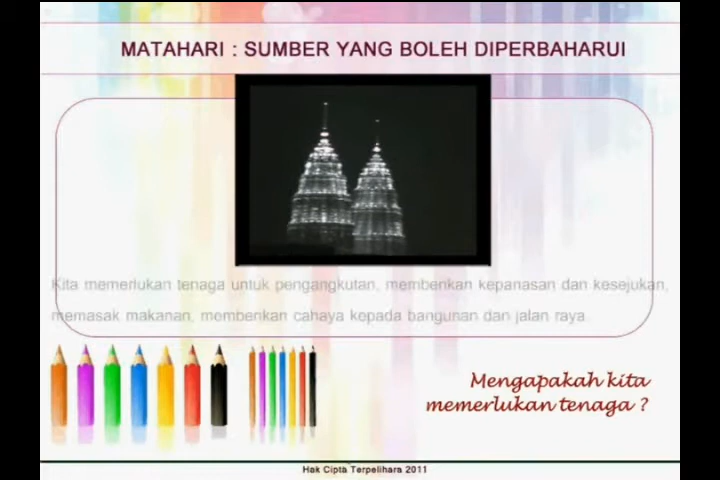 MATAHARI : SUMBER YANG BOLEH DIPERBAHARUI
Kita memerlukan tenaga untuk pengangkutan, memberikan kepanasan dan kesejukan,
memasak makanan, memberikan cahaya kepada bangunan dan jalan raya.
Mengapakah kita
memerlukan tenaga ?
Hak Cipta Terpelihara 2011